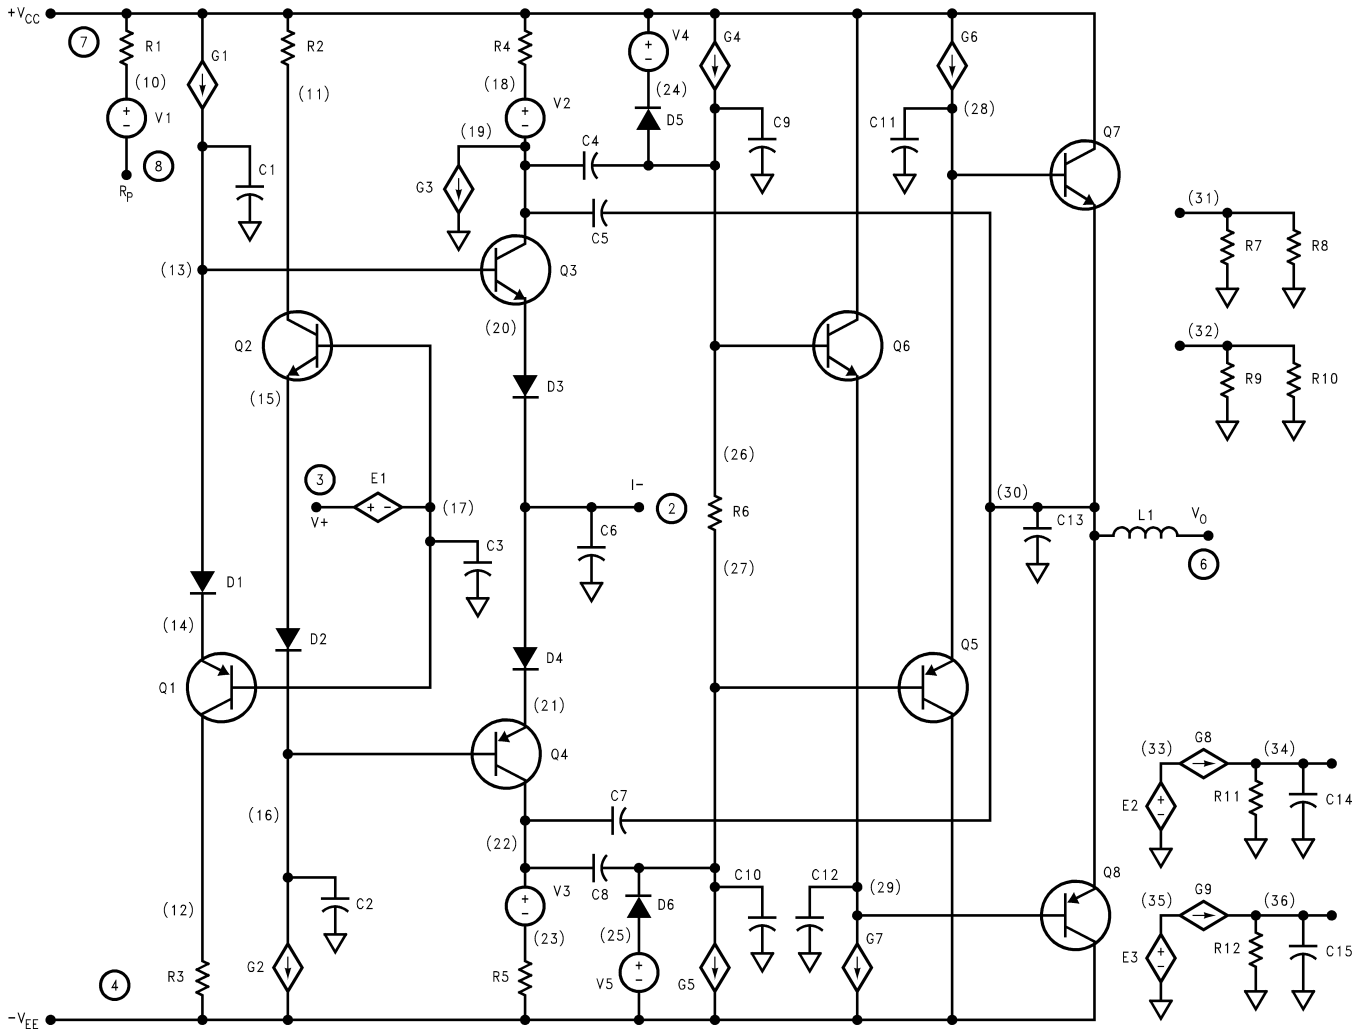 +VCC
7
R1
G1
R2
R4
V4
G4
G6
(10)
(11)
(18)
(24)
V1
V2
D5
C9
C11
(28)
Q7
8
RP
C1
(19)
C4
G3
C5
(31)
R7
R8
(13)
Q3
(20)
Q2
Q6
(32)
R9
R10
(15)
D3
3
E1
V+
(17)
I-
2
(26)
R6
(30)
C13
L1
VO
6
C3
C6
(27)
D1
(14)
D2
Q1
D4
(21)
Q4
Q5
(16)
C7
(22)
(33)
G8
(34)
E2
R11
C14
(12)
C2
V3
C8
D6
C10
C12
(29)
Q8
(23)
(25)
(35)
G9
(36)
4
R3
G2
R5
V5
G5
G7
E3
R12
C15
-VEE